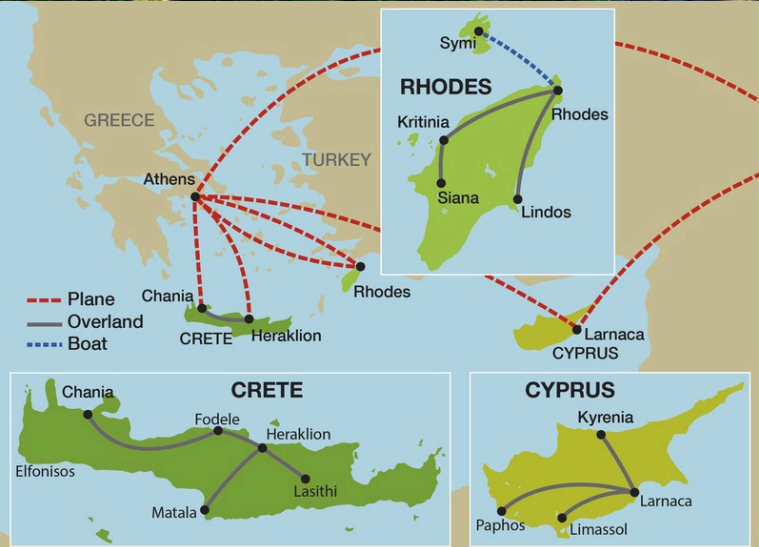 Symi
RHODES
Rhodes
Kritinia
Siana
Lindos
GREECE
TURKEY
Athens
Chania
CRETE
Heraklion
Rhodes
Larnaca
CYPRUS
Plane
Overland
Boat
CRETE
Chania
Fodele
Heraklion
Elfonisos
Lasithi
Matala
CYPRUS
Kyrenia
Larnaca
Paphos
Limassol